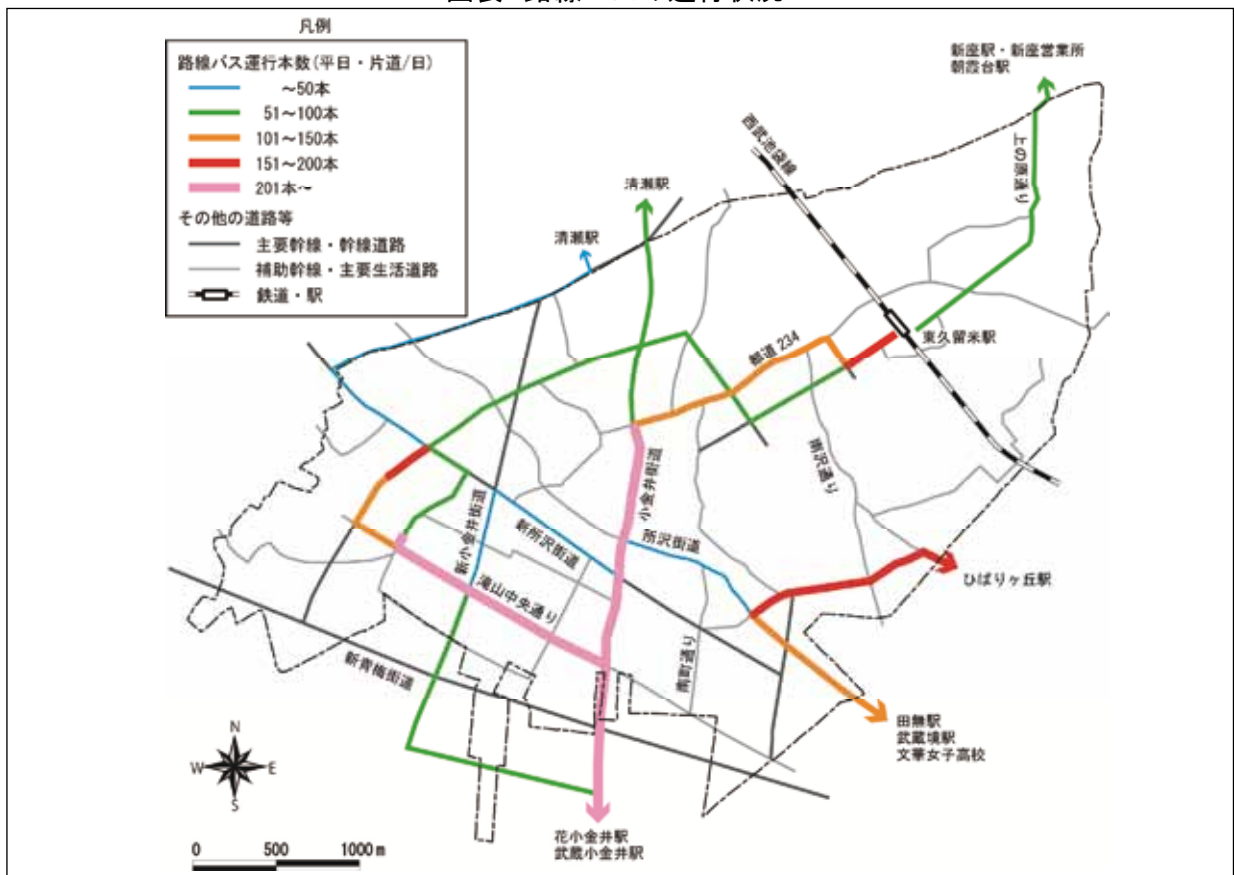 凡例
路線バス運行本数(平日・片道/日)
～50本
51～100本
101～150本
151～200本
201本～
その他の道路等
主要幹線・幹線道路
補助幹線・主要生活道路
鉄道・駅
新座駅・新座営業所
朝霞台駅
西武池袋線
上の原通り
清瀬駅
清瀬駅
東久留米駅
都道234
南沢通り
小金井街道
所沢街道
新所沢街道
新小金井街道
滝山中央通り
ひばりヶ丘駅
南町通り
新青梅街道
田無駅
武蔵境駅
文華女子高校
花小金井駅
武蔵小金井駅
N
W
E
S
0 500 1000m